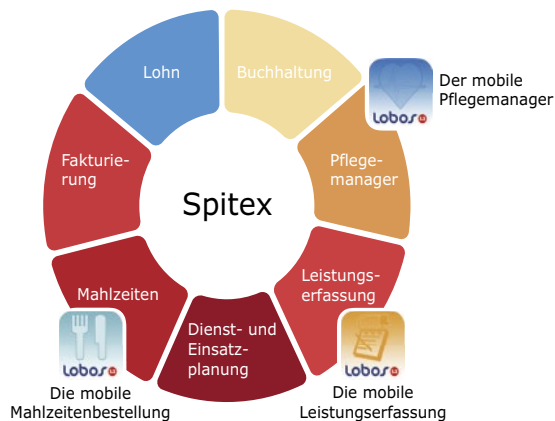 Lohn
Buchhaltung
Der mobile
Pflegemanager
Lobos
Fakturie-
rung
Pflege-
manager
Spitex
Mahlzeiten
Leistungs-
erfassung
Dienst- und
Einsatz-
planung
Lobos
Lobos
Die mobile
Mahlzeitenbestellung
Die mobile
Leistungserfassung